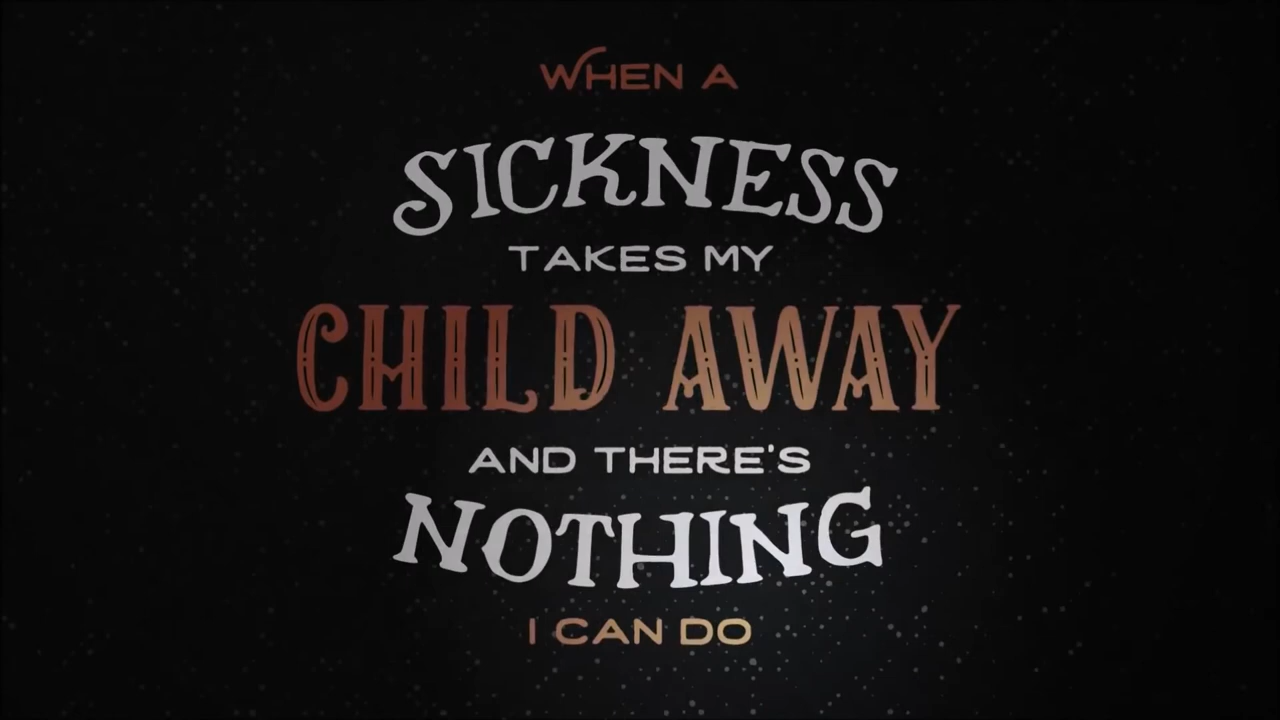 WHEN A
SICKNESS
TAKES MY
CHILD AWAY
AND THERE'S
NOTHING
I CAN DO